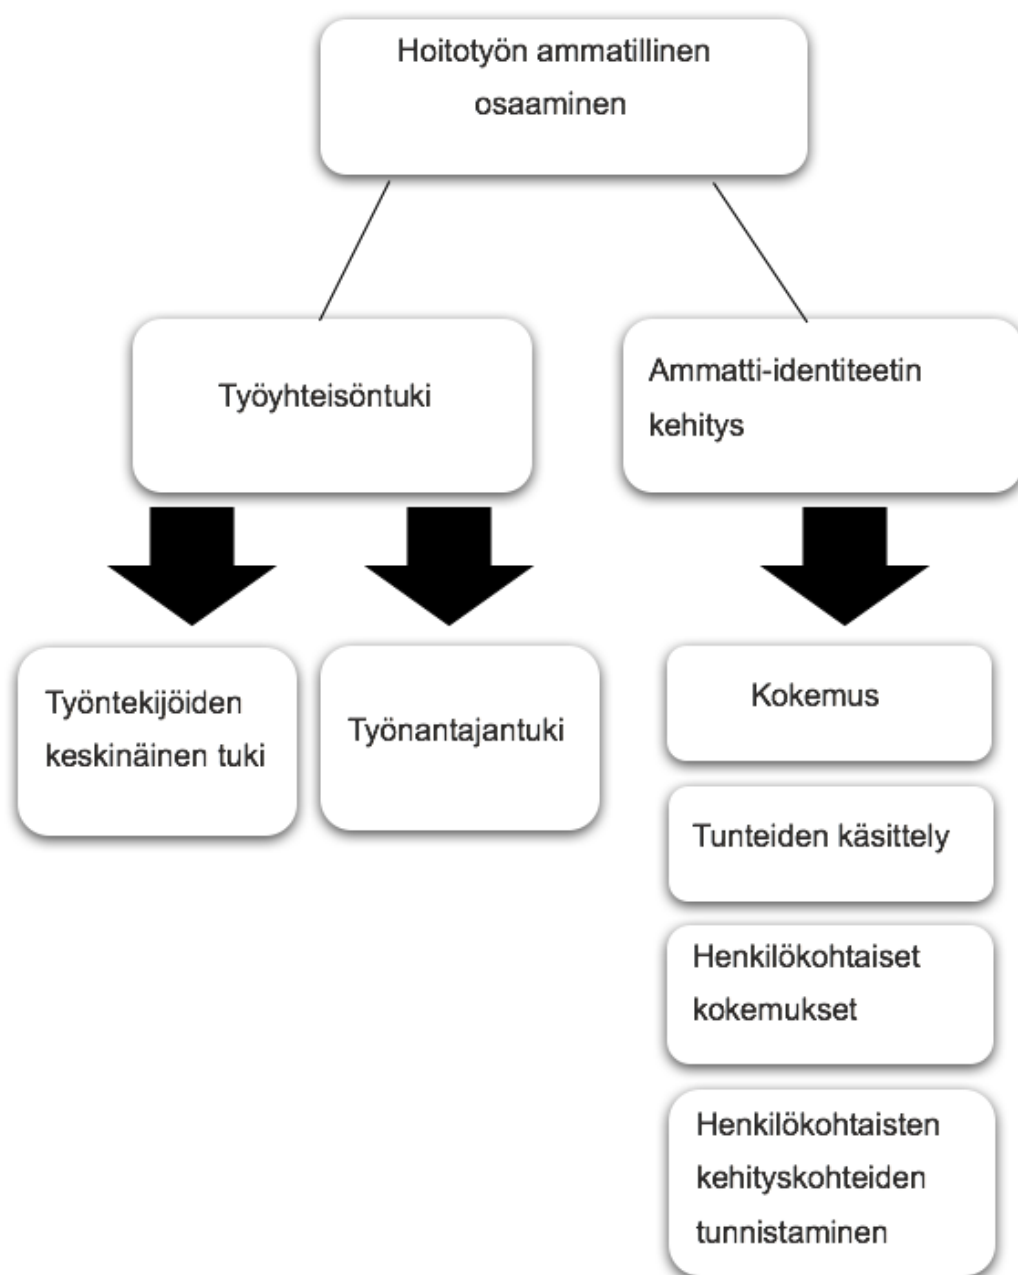 Hoitotyön ammatillinen
osaaminen
Työyhteisöntuki
Ammatti-identiteetin
kehitys
Työntekijöiden
keskinäinen tuki
Työnantajantuki
Kokemus
Tunteiden käsittely
Henkilökohtaiset
kokemukset
Henkilökohtaisten
kehityskohteiden
tunnistaminen